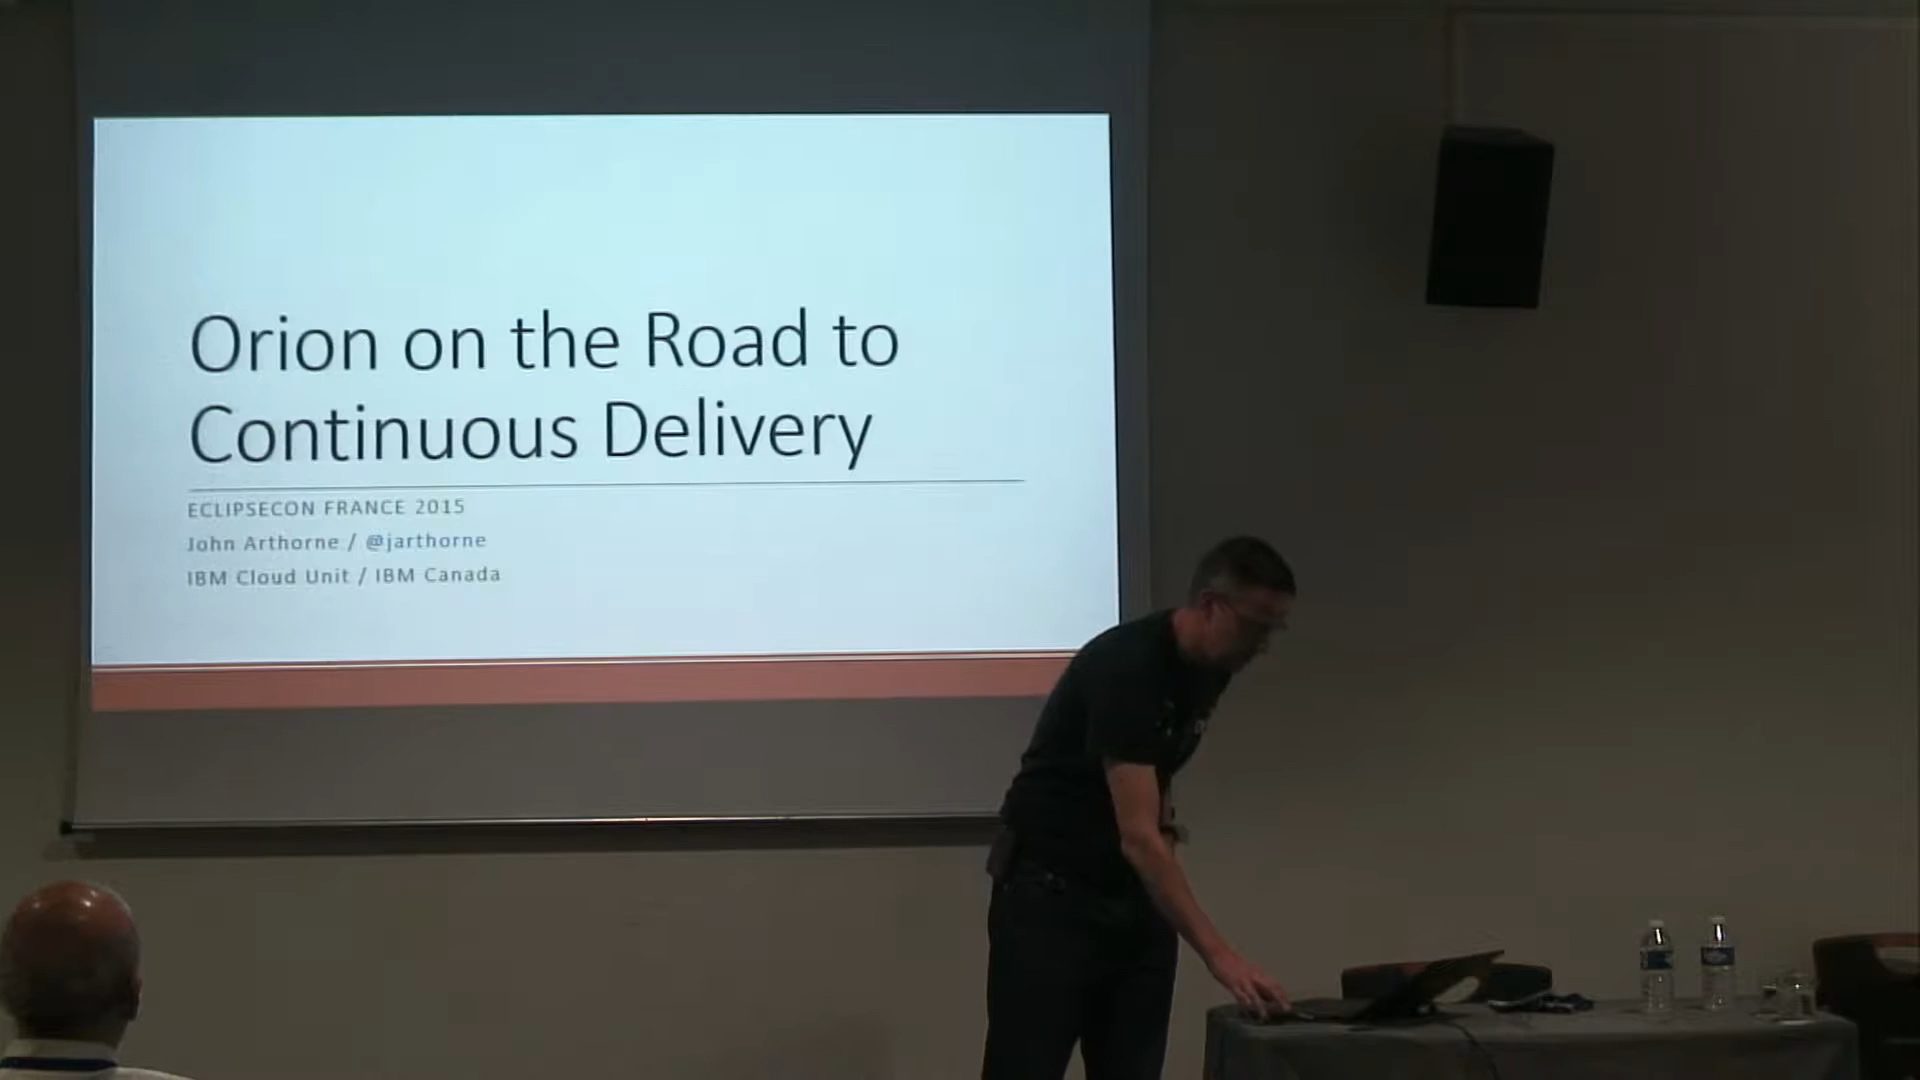 Orion on the Road to
Continuous Delivery
ECLIPSECON FRANCE 2015
John Arthorne / @jarthorne
IBM Cloud Unit / IBM Canada